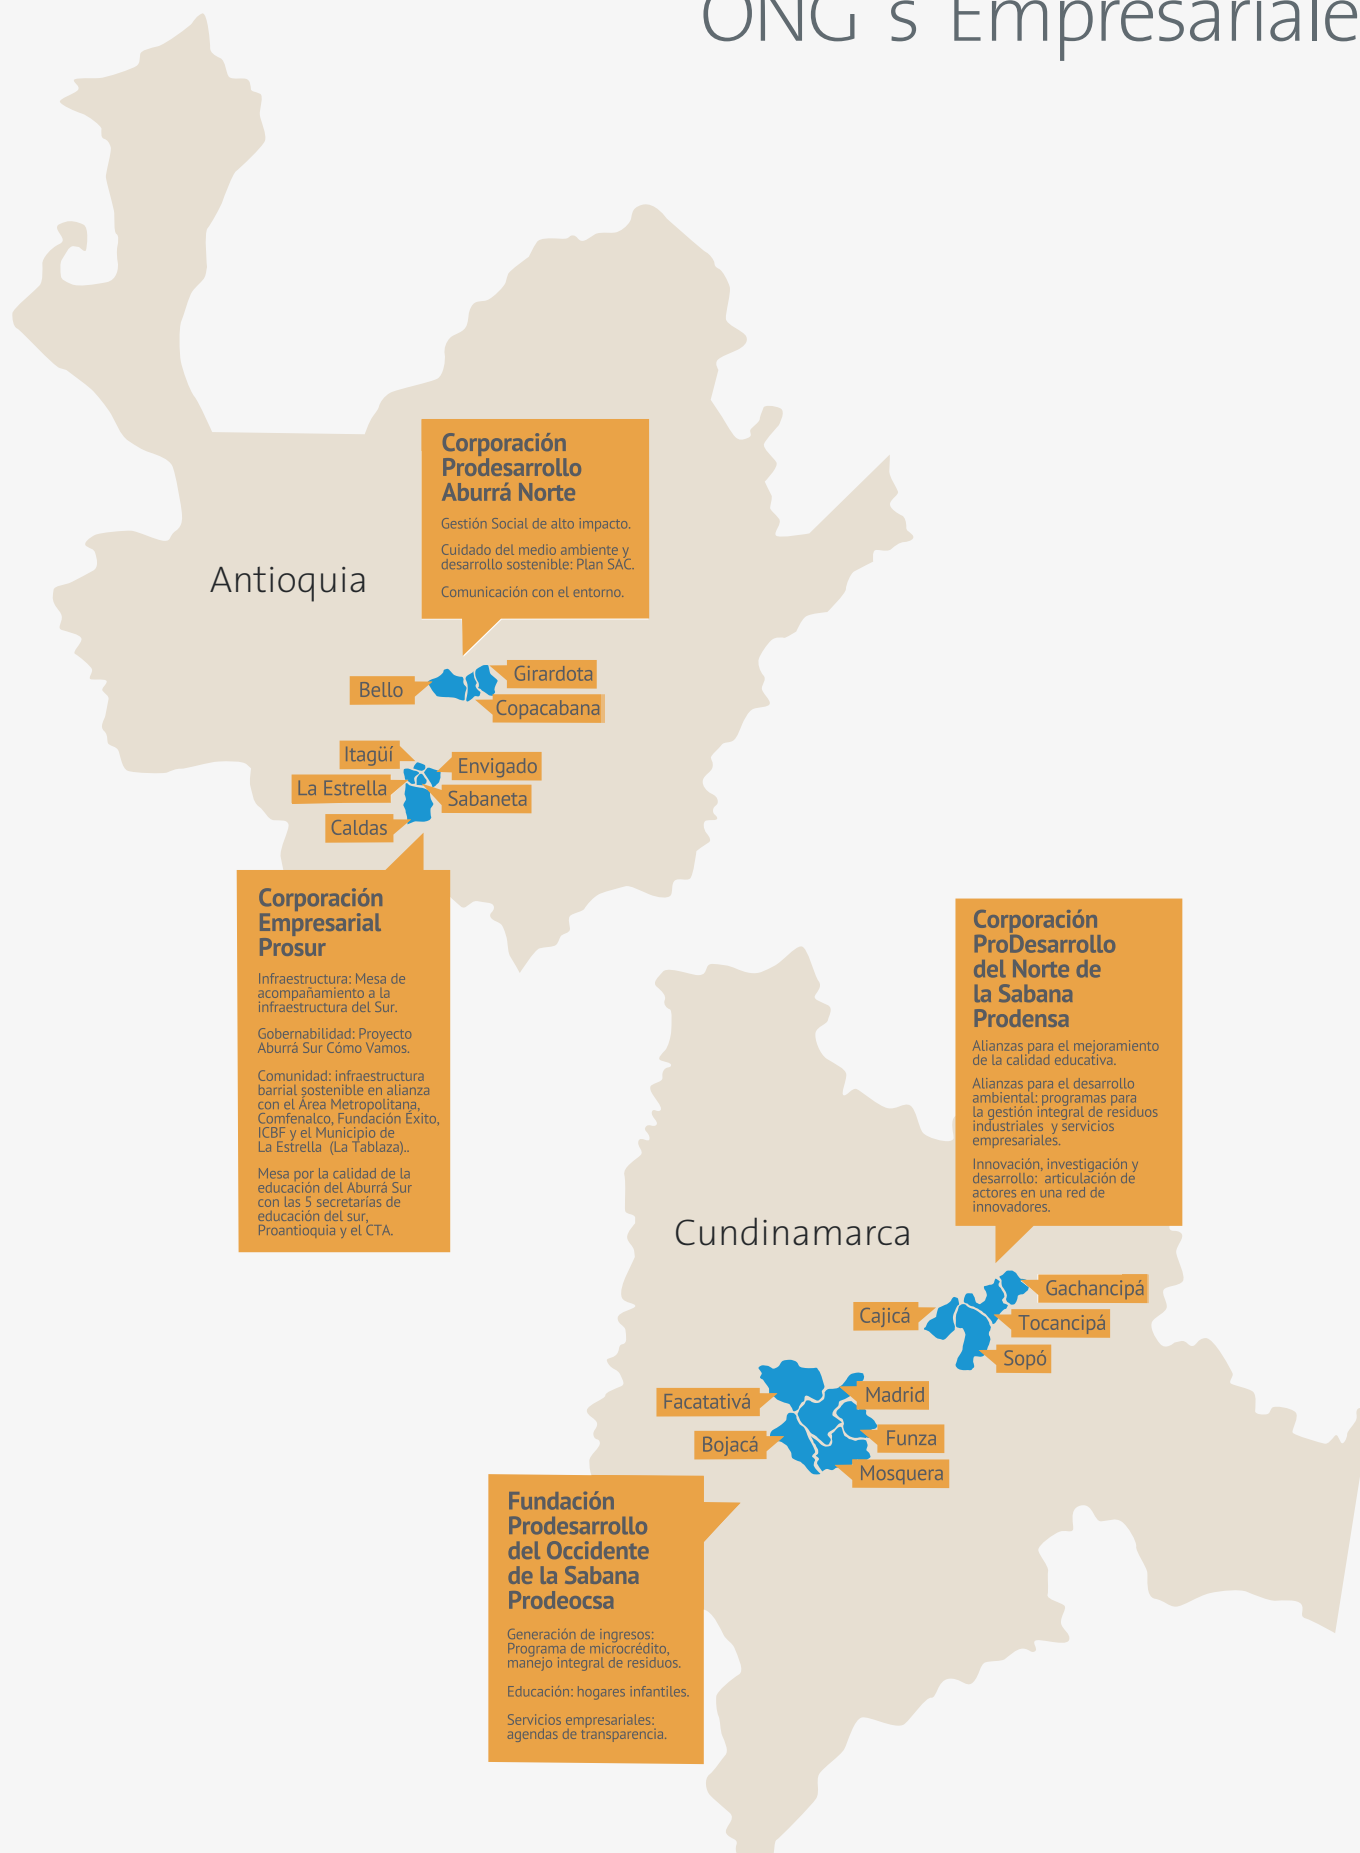 ONG´s Empresariale
Corporación
Prodesarrollo
Aburrá Norte
Gestión Social de alto impacto.
Cuidado del medio ambiente y
desarrollo sostenible: Plan SAC.
Comunicación con el entorno.
Antioquia
Girardota
Bello
Copacabana
Itagüí
Envigado
La Estrella
Sabaneta
Caldas
Corporación
Empresarial
Prosur
Infraestructura: Mesa de
acompañamiento a la
infraestructura del Sur.
Gobernabilidad: Proyecto
Aburrá Sur Cómo Vamos.
Comunidad: infraestructura
barrial sostenible en alianza
con el Área Metropolitana,
Comfenalco, Fundación Éxito,
ICBF y el Municipio de
La Estrella  (La Tablaza)..
Mesa por la calidad de la
educación del Aburrá Sur
con las 5 secretarías de
educación del sur,
Proantioquia y el CTA.
Corporación
ProDesarrollo
del Norte de
la Sabana
Prodensa
Alianzas para el mejoramiento
de la calidad educativa.
Alianzas para el desarrollo
ambiental: programas para
la gestión integral de residuos
industriales  y servicios
empresariales.
Innovación, investigación y
desarrollo:  articulación de
actores en una red de
innovadores.
Cundinamarca
Gachancipá
Cajicá
Tocancipá
Sopó
Facatativá
Madrid
Bojacá
Funza
Mosquera
Fundación
Prodesarrollo
del Occidente
de la Sabana
Prodeocsa
Generación de ingresos:
Programa de microcrédito,
manejo integral de residuos.
Educación: hogares infantiles.
Servicios empresariales:
agendas de transparencia.